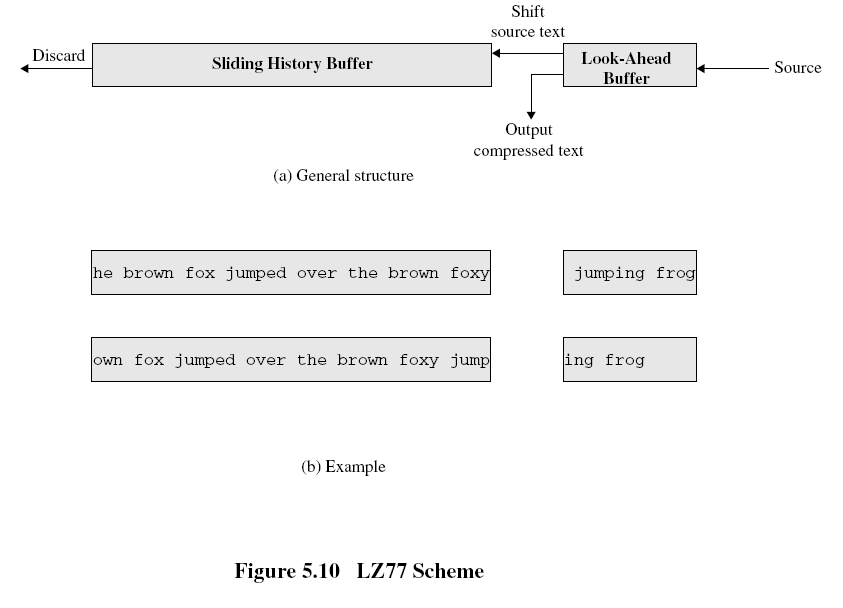 Shift
source text
Discard
Sliding History Buffer
Look-Ahead
Buffer
Source
Output
compressed text
(a) General structure
he brown fox jumped over the brown foxy
jumping frog
own fox jumped over the brown foxy jump
ing frog
(b) Example
Figure 5.10 LZ77 Scheme